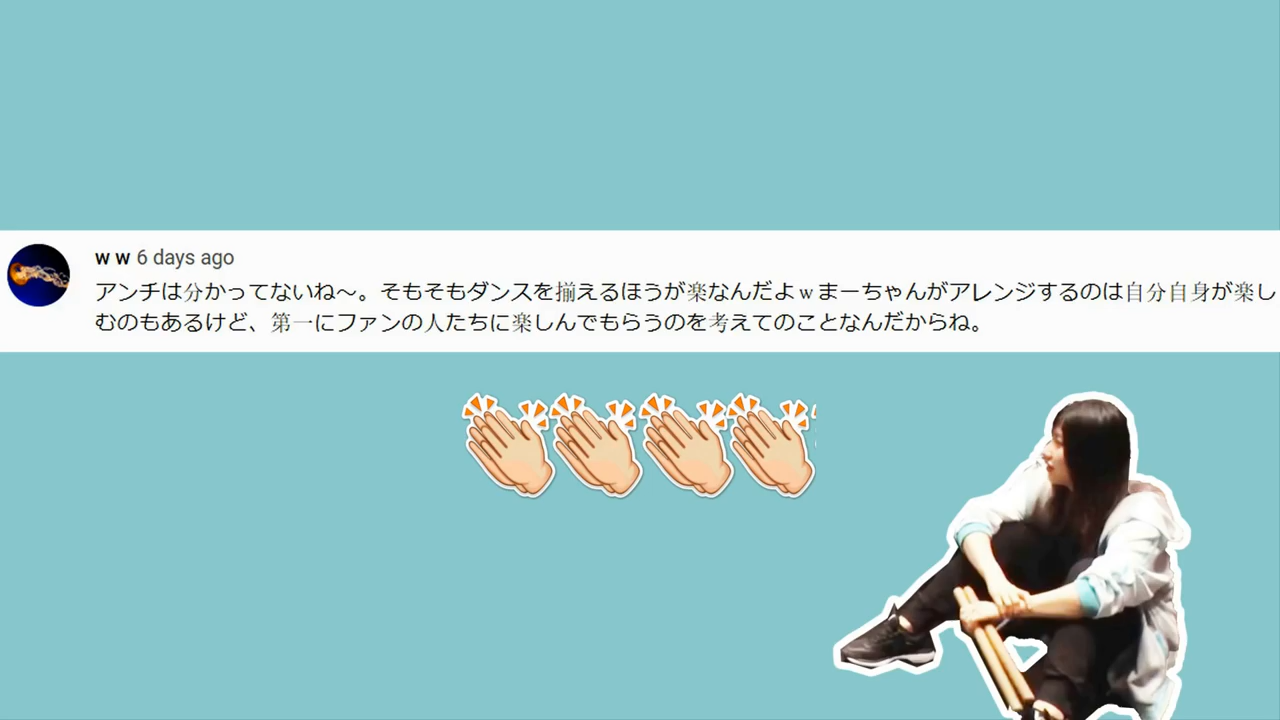 w w 6 days ago
アンチは分かってないね～。そもそもダンスを揃えるほうが楽なんだよｗまーちゃんがアレンジするのは自分自身が楽し
むのもあるけど、第一にファンの人たちに楽しんでもらうのを考えてのことなんだからね。